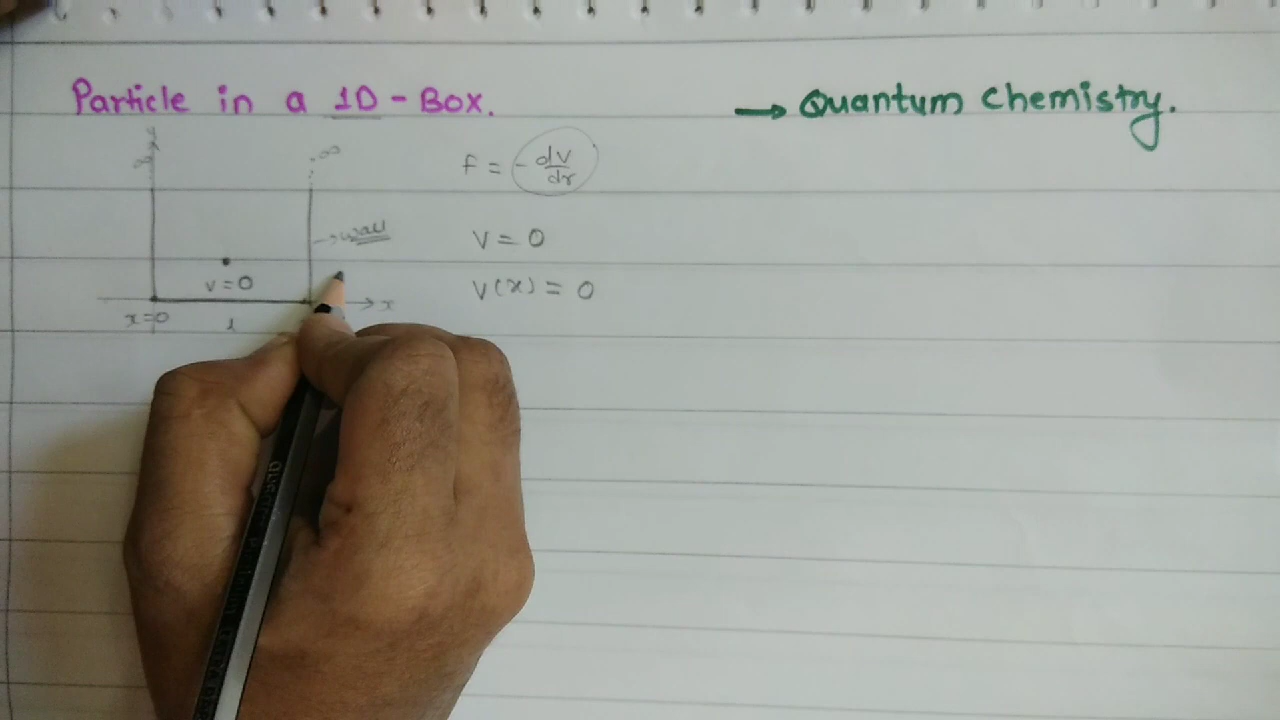 Particle in a 1D - Box.
→ Quantum Chemistry.
∞
∞
f = - dV/dr
→ wall
V = 0
V = 0
V(x) = 0
x
x=0